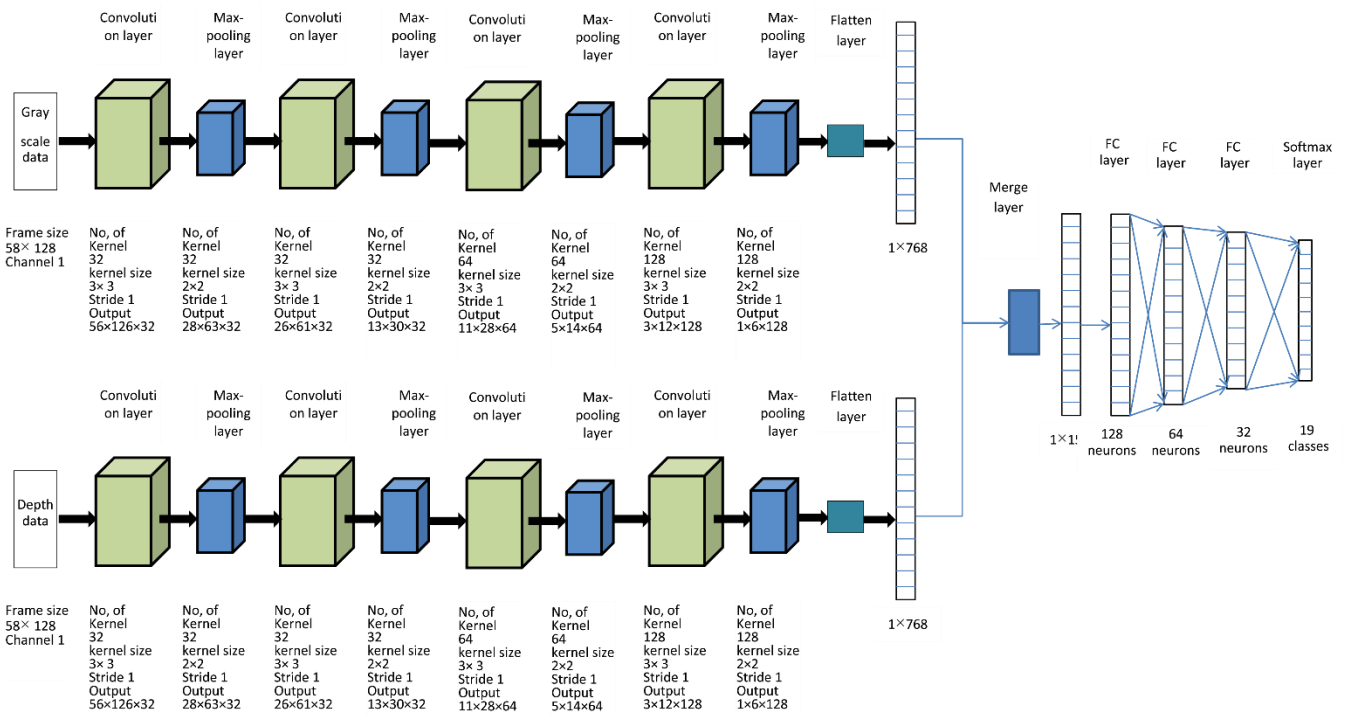 Convoluti
on layer
Max-
pooling
layer
Convoluti
on layer
Max-
pooling
layer
Convoluti
on layer
Max-
pooling
layer
Convoluti
on layer
Max-
pooling
layer
Flatten
layer
Gray
scale
data
Frame size
58× 128
Channel 1
No, of
Kernel
32
kernel size
3× 3
Stride 1
Output
56×126×32
No, of
Kernel
32
kernel size
2×2
Stride 1
Output
28×63×32
No, of
Kernel
32
kernel size
3× 3
Stride 1
Output
26×61×32
No, of
Kernel
32
kernel size
2×2
Stride 1
Output
13×30×32
No, of
Kernel
64
kernel size
3× 3
Stride 1
Output
11×28×64
No, of
Kernel
64
kernel size
2×2
Stride 1
Output
5×14×64
No, of
Kernel
128
kernel size
3× 3
Stride 1
Output
3×12×128
No, of
Kernel
128
kernel size
2×2
Stride 1
Output
1×6×128
1×768
Convoluti
on layer
Max-
pooling
layer
Convoluti
on layer
Max-
pooling
layer
Convoluti
on layer
Max-
pooling
layer
Convoluti
on layer
Max-
pooling
layer
Flatten
layer
Depth
data
Frame size
58× 128
Channel 1
No, of
Kernel
32
kernel size
3× 3
Stride 1
Output
56×126×32
No, of
Kernel
32
kernel size
2×2
Stride 1
Output
28×63×32
No, of
Kernel
32
kernel size
3× 3
Stride 1
Output
26×61×32
No, of
Kernel
32
kernel size
2×2
Stride 1
Output
13×30×32
No, of
Kernel
64
kernel size
3× 3
Stride 1
Output
11×28×64
No, of
Kernel
64
kernel size
2×2
Stride 1
Output
5×14×64
No, of
Kernel
128
kernel size
3× 3
Stride 1
Output
3×12×128
No, of
Kernel
128
kernel size
2×2
Stride 1
Output
1×6×128
1×768
Merge
layer
FC
layer
FC
layer
FC
layer
Softmax
layer
128
neurons
64
neurons
32
neurons
19
classes